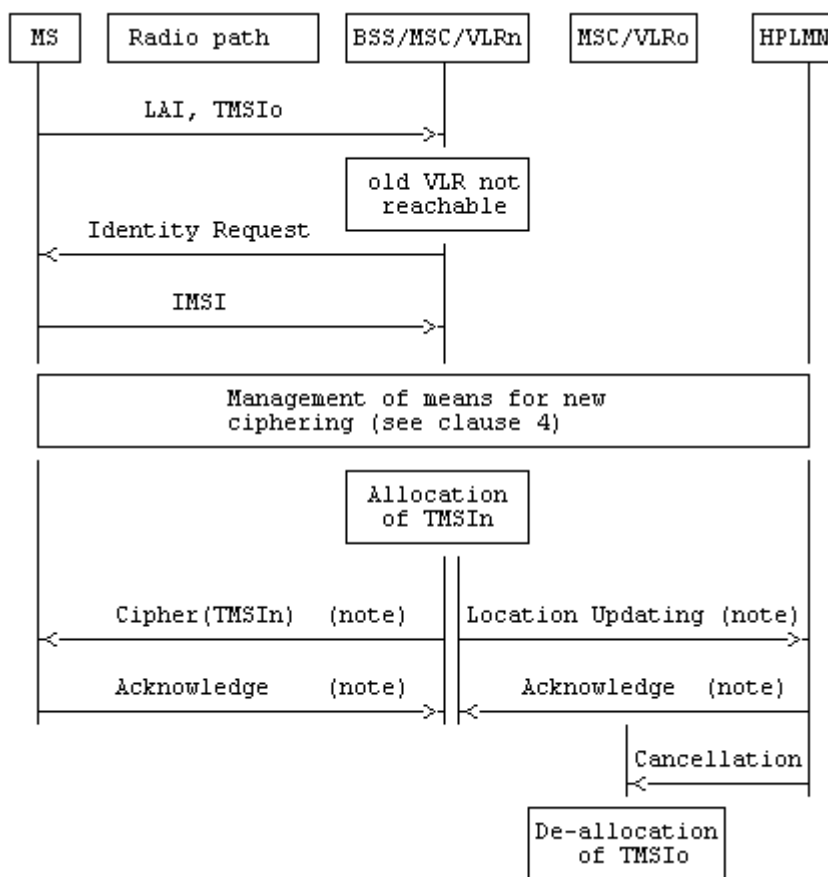 MS Radio path BSS/MSC/VLRn MSC/VLRo HPLMN
LAI, TMSIo
old VLR not
reachable
Identity Request
IMSI
Management of means for new
ciphering (see clause 4)
Allocation
of TMSIn
Cipher(TMSIn) (note) Location Updating (note)
Acknowledge (note) Acknowledge (note)
Cancellation
De-allocation
of TMSIo